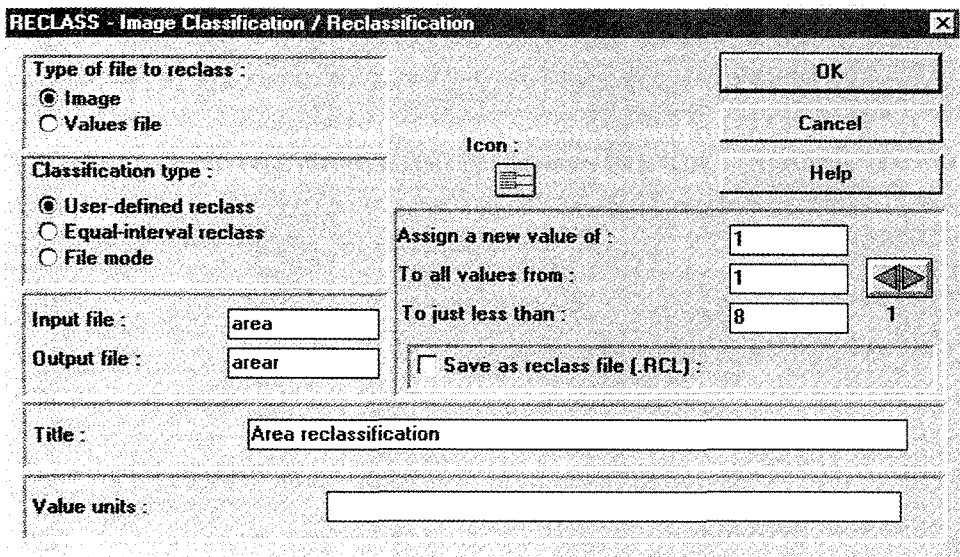 RECLASS - Image Classification / Reclassification
Type of file to reclass :
Image
Values file
OK
Cancel
Help
Icon :
Classification type :
User-defined reclass
Equal-interval reclass
File mode
Assign a new value of : 1
To all values from : 1
To just less than : 8
1
Input file : area
Output file : arear
Save as reclass file (.RCL) :
Title : Area reclassification
Value units :